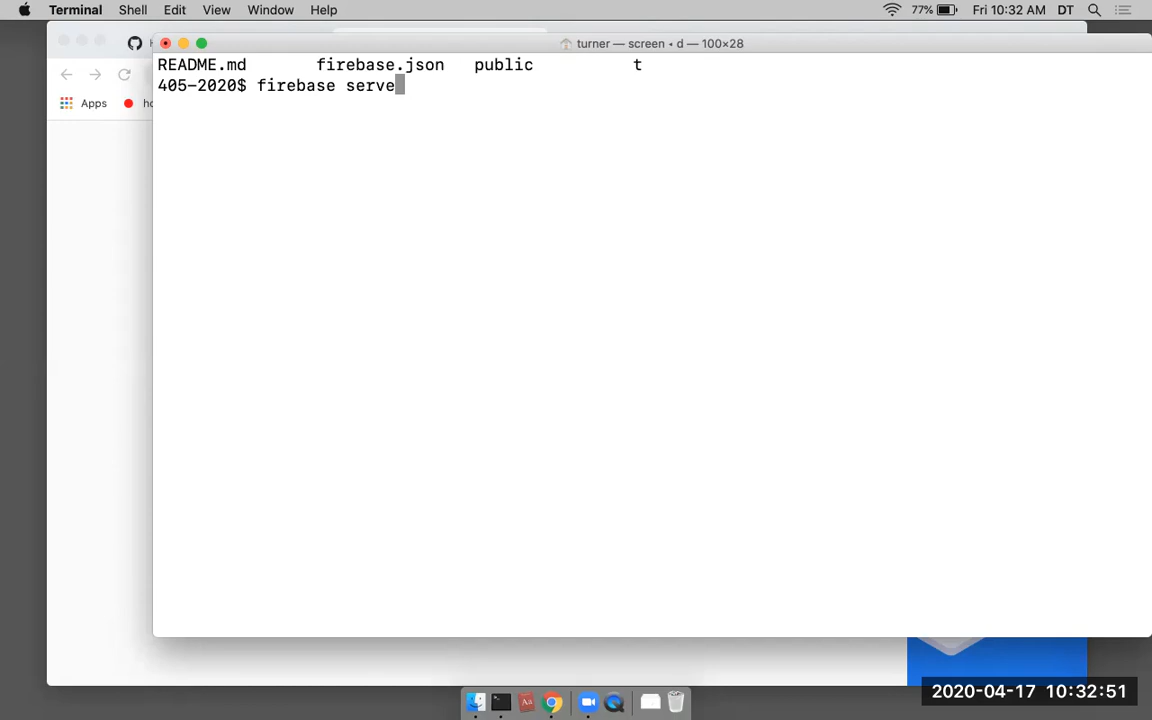 Terminal Shell Edit View Window Help 77% Fri 10:32 AM DT
turner — screen • d — 100×28
Apps
README.md firebase.json public t
405-2020$ firebase serve
2020-04-17 10:32:51